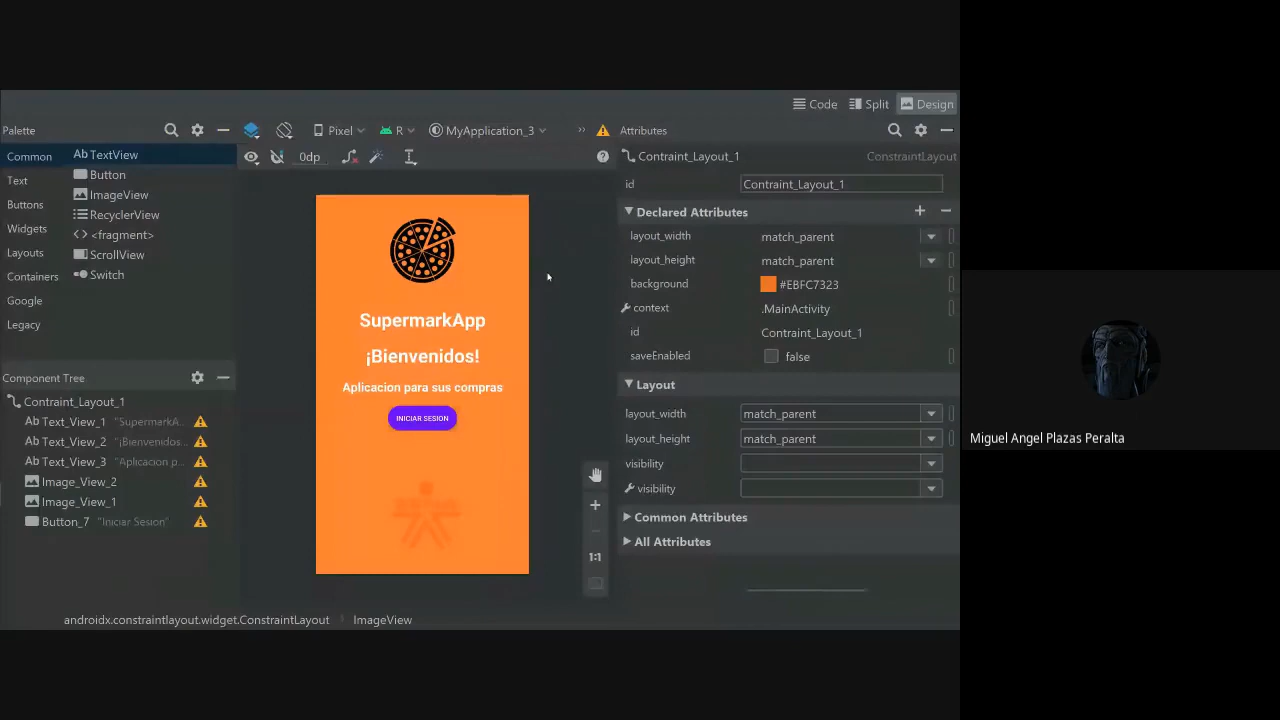 Code Split Design
Palette
Pixel R MyApplication_3 Attributes
Common Ab TextView
0dp
Contraint_Layout_1 ConstraintLayout
Text Button
id Contraint_Layout_1
Buttons ImageView
Widgets RecyclerView
Declared Attributes
<> <fragment>
layout_width match_parent
Layouts ScrollView
layout_height match_parent
Containers Switch
background #EBFC7323
Google
context .MainActivity
Legacy
id Contraint_Layout_1
saveEnabled false
SupermarkApp
¡Bienvenidos!
Aplicacion para sus compras
INICIAR SESION
Component Tree
Layout
Contraint_Layout_1
layout_width match_parent
Ab Text_View_1 "SupermarkA...
layout_height match_parent
Ab Text_View_2 "¡Bienvenidos...
visibility
Ab Text_View_3 "Aplicacion p...
visibility
Image_View_2
Image_View_1
Common Attributes
Button_7 "Iniciar Sesion"
All Attributes
1:1
androidx.constraintlayout.widget.ConstraintLayout ImageView
Miguel Angel Plazas Peralta